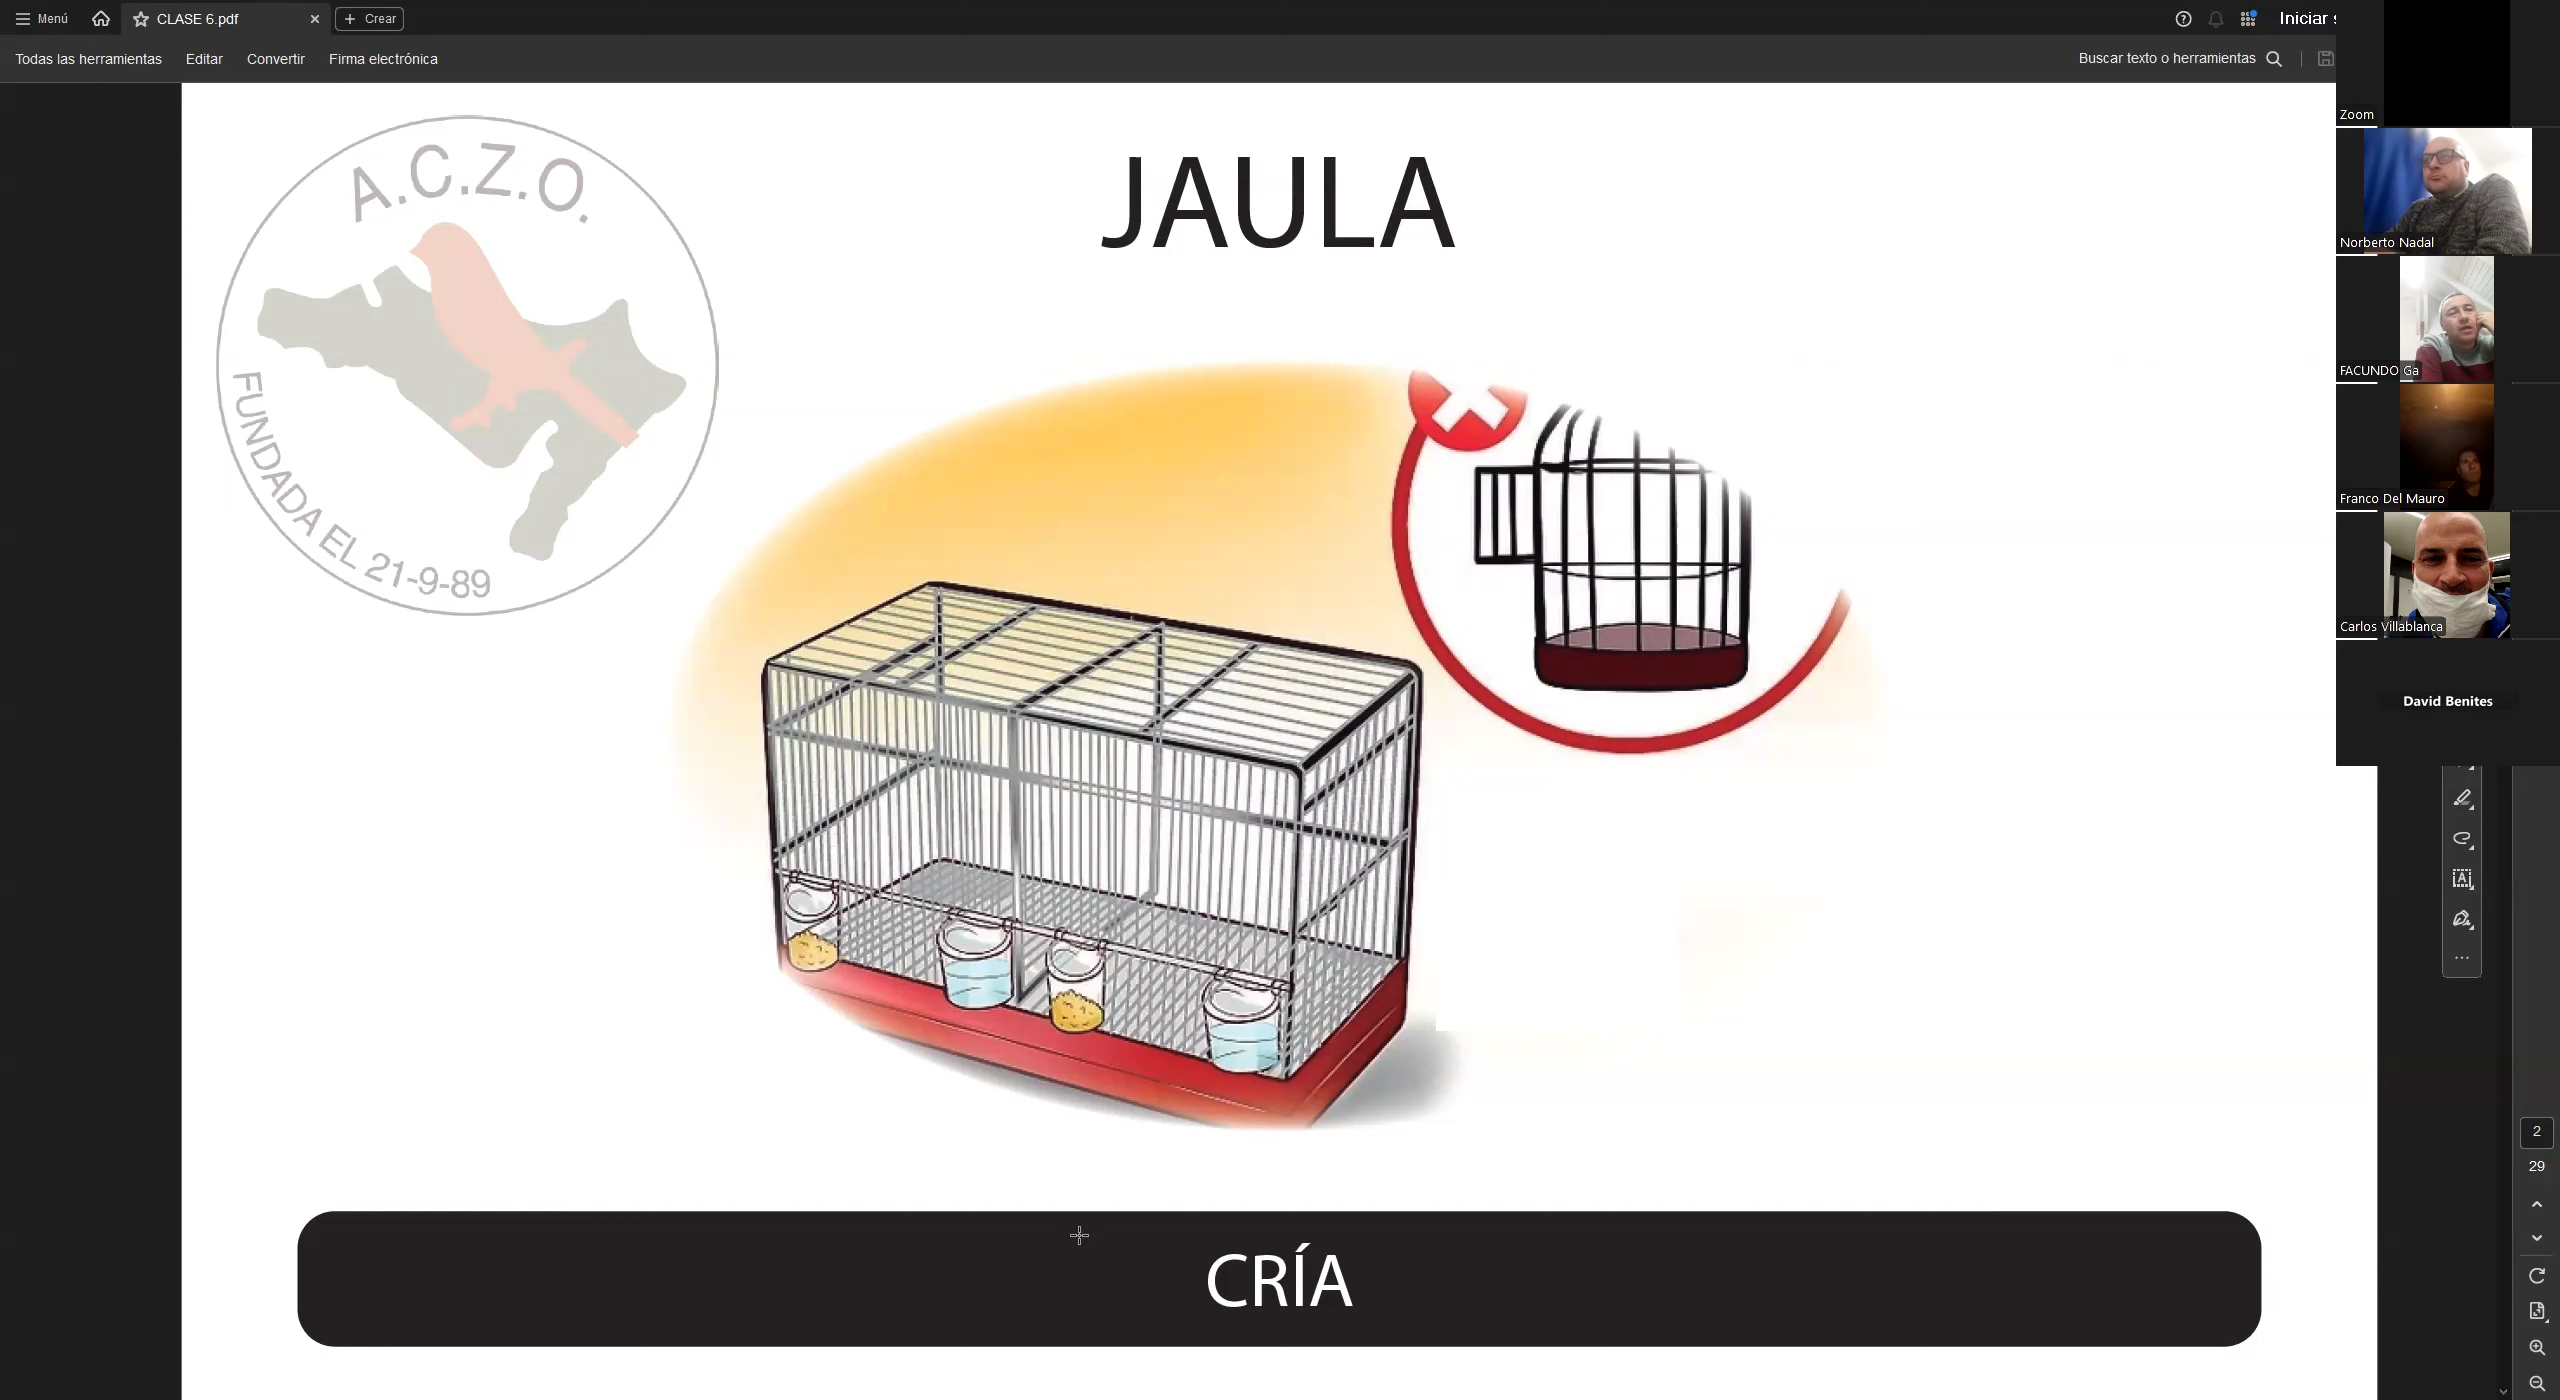 Menú
CLASE 6.pdf
Crear
Iniciar s
Todas las herramientas
Editar
Convertir
Firma electrónica
Buscar texto o herramientas
A.C.Z.O.
FUNDADA EL 21-9-89
JAULA
CRÍA
Zoom
Norberto Nadal
FACUNDO Ga
Franco Del Mauro
Carlos Villablanca
David Benites
2
29